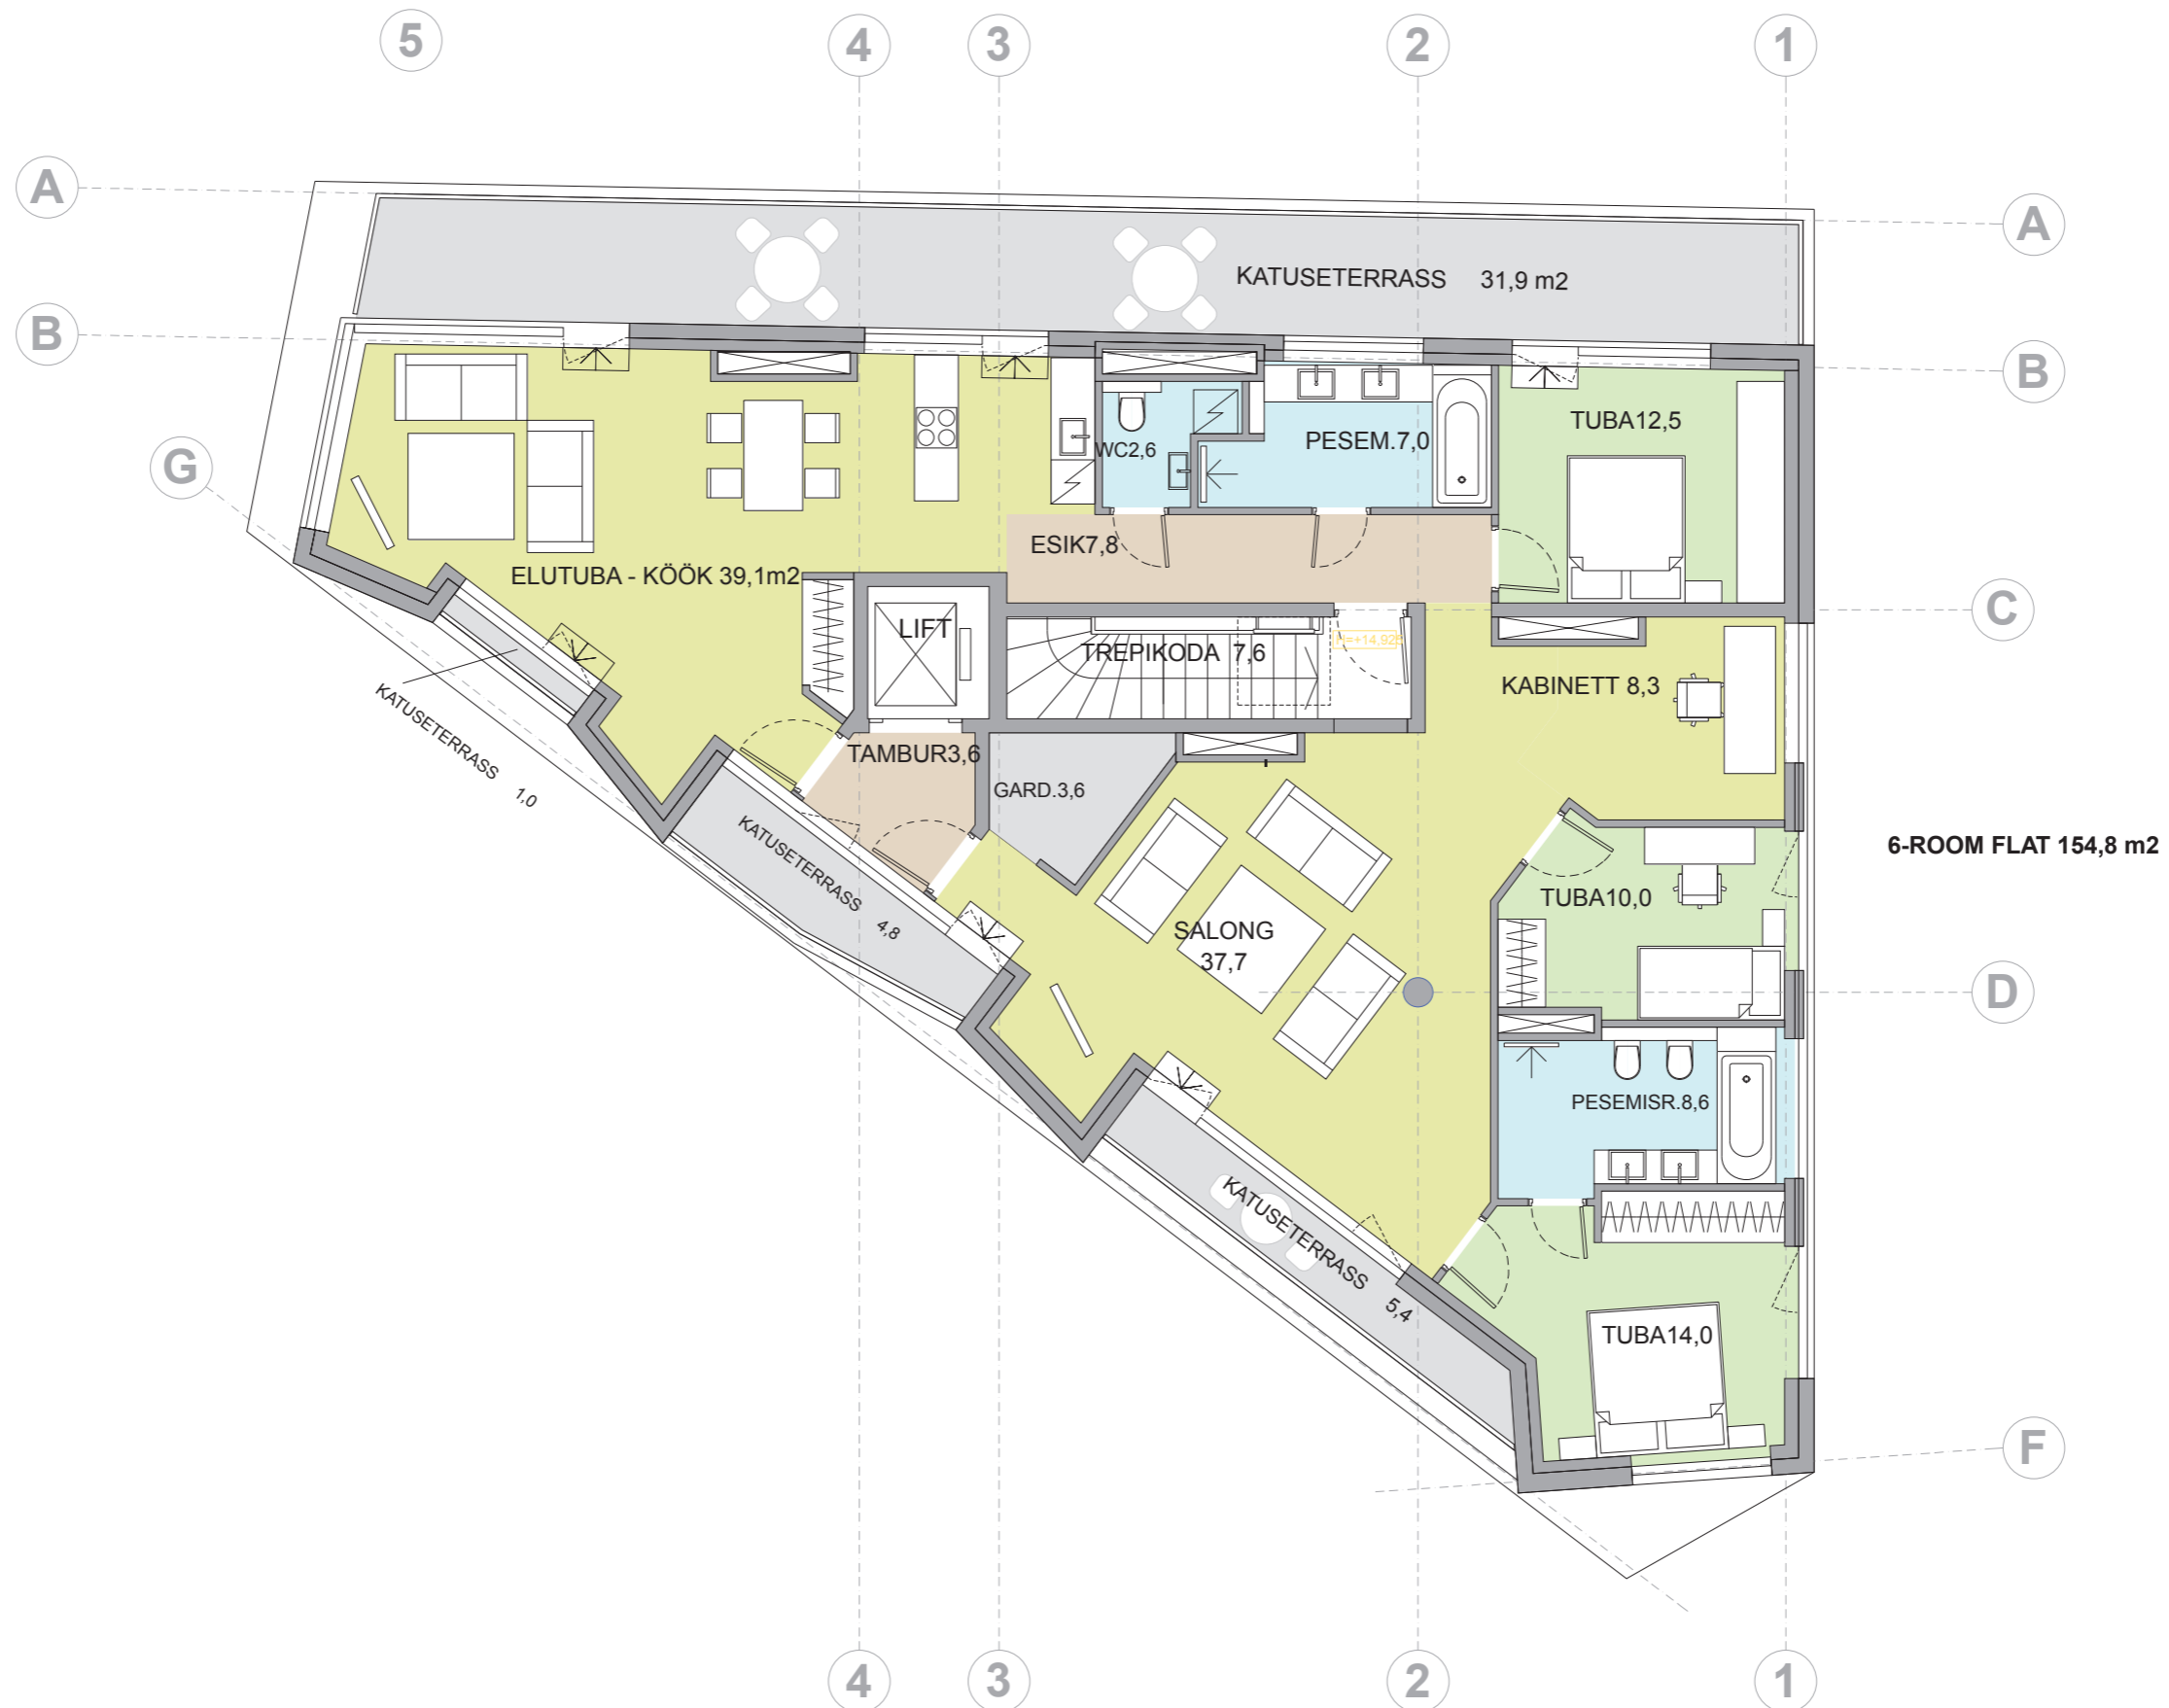 5
4
3
2
1
A
A
KATUSETERRASS 31,9 m2
B
B
TUBA12,5
PESEM.7,0
WC2,6
G
ESIK7,8
ELUTUBA - KÖÖK 39,1m2
C
LIFT
TREPIKODA 7,6
KABINETT 8,3
KATUSETERRASS 1,0
TAMBUR3,6
GARD.3,6
6-ROOM FLAT 154,8 m2
KATUSETERRASS 4,8
TUBA10,0
SALONG
37,7
D
PESEMISR.8,6
KATUSETERRASS 5,4
TUBA14,0
F
4
3
2
1